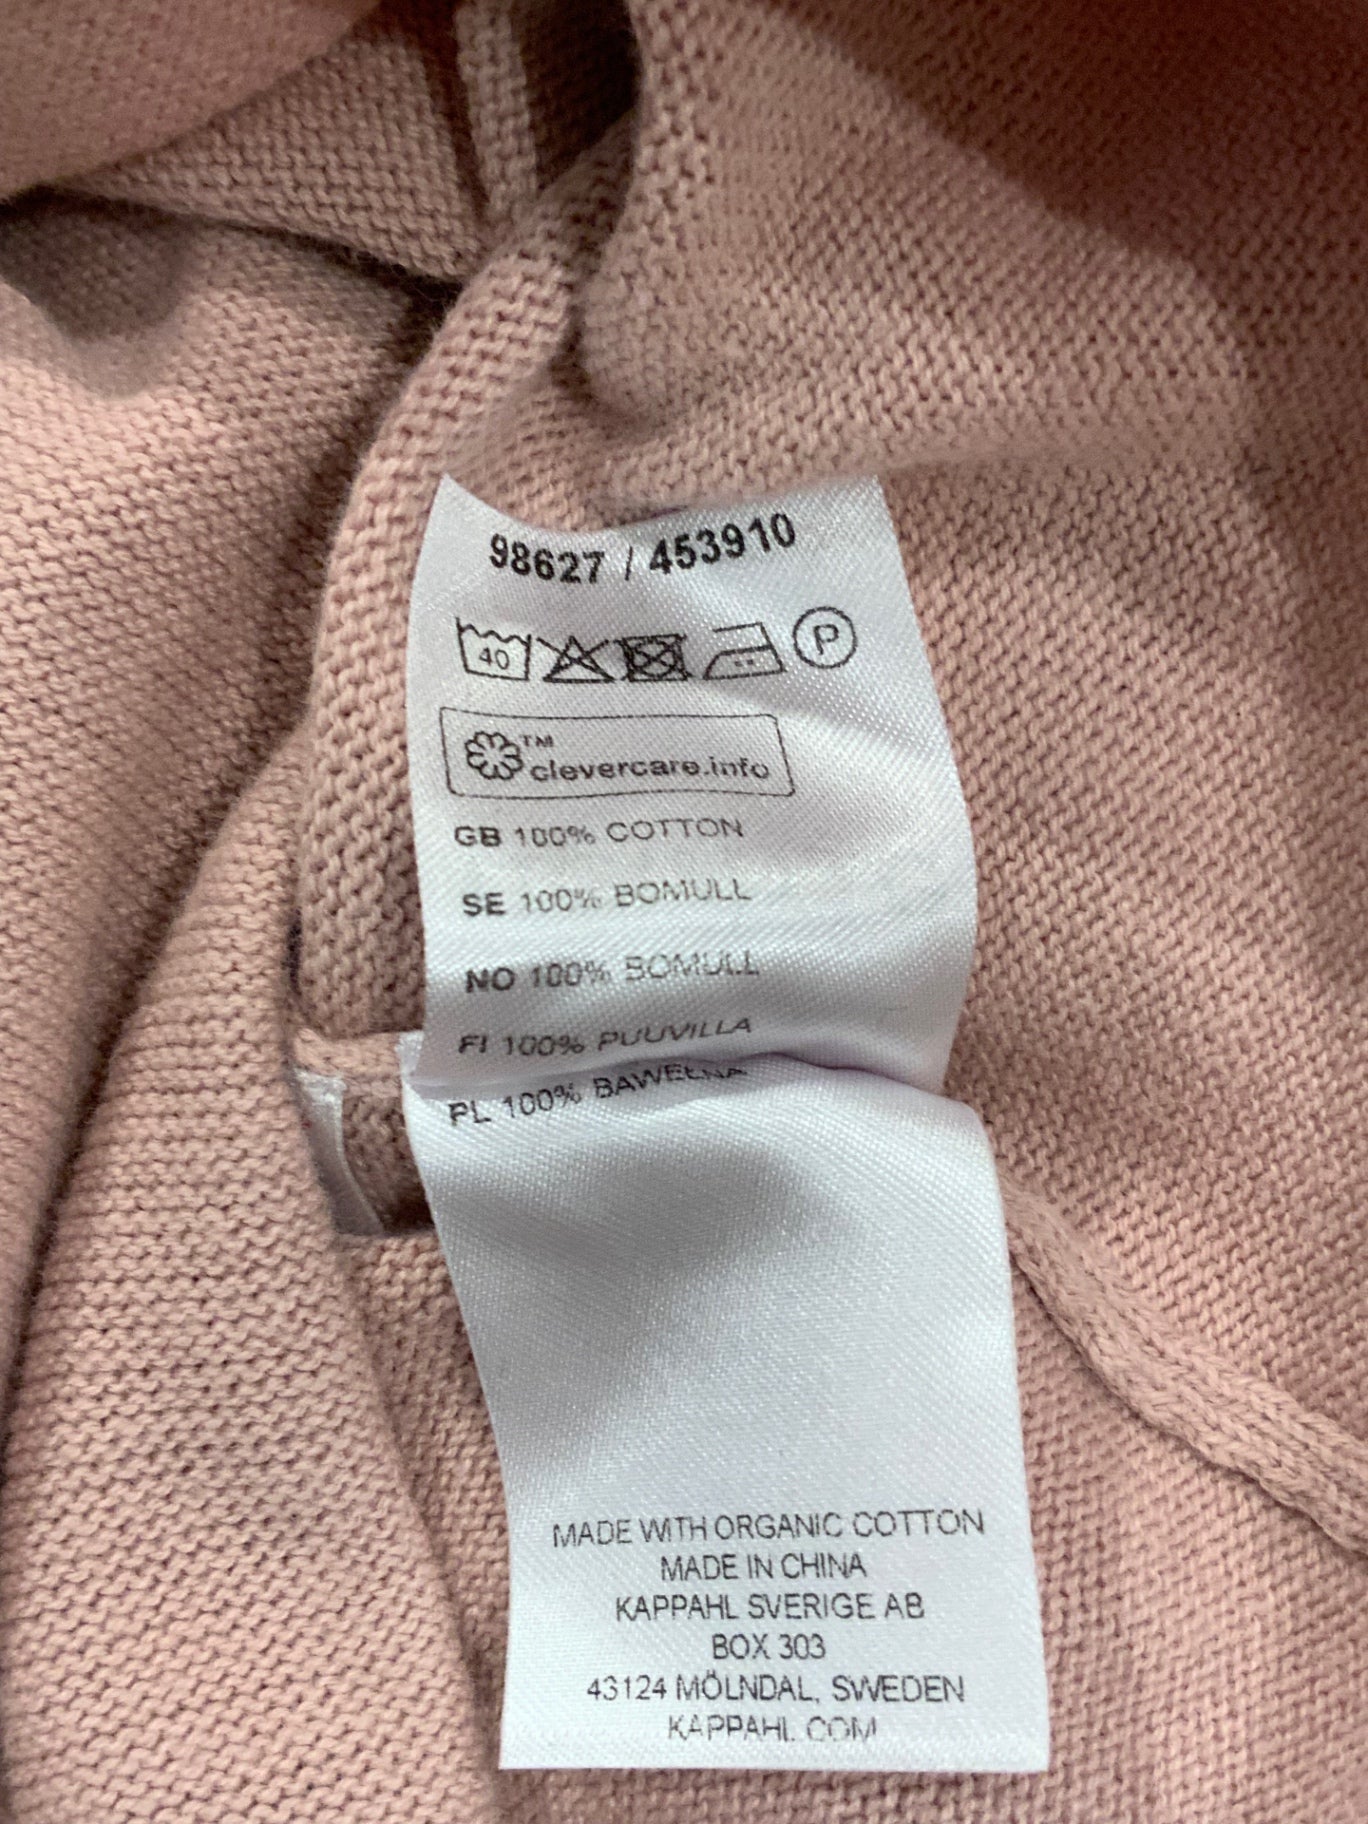 98627 / 453910
40 P
TM
clevercare.info
GB 100% COTTON
SE 100% BOMULL
NO 100% BOMULL
FI 100% PUUVILLA
PL 100% BAWEŁNA
MADE WITH ORGANIC COTTON
MADE IN CHINA
KAPPAHL SVERIGE AB
BOX 303
43124 MÖLNDAL, SWEDEN
KAPPAHL.COM